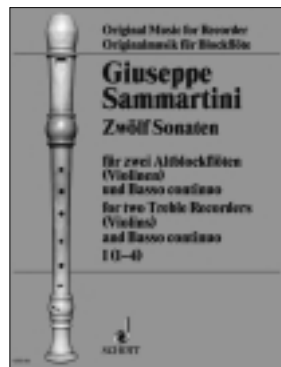 Original Music for Recorder
Originalmusik für Blockflöte
Giuseppe
Sammartini
Zwölf Sonaten
für zwei Altblockflöten
(Violinen)
und Basso continuo
for two Treble Recorders
(Violins)
and Basso continuo
I (1–4)
SCHOTT